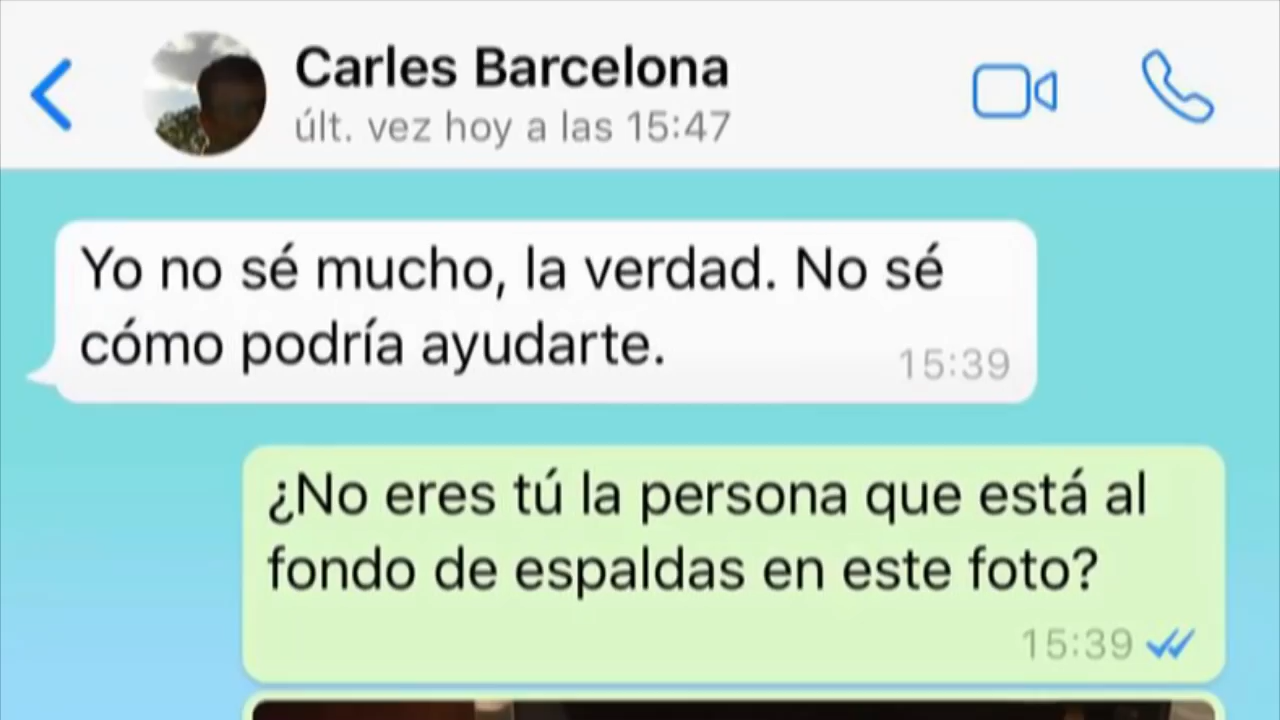 Carles Barcelona
últ. vez hoy a las 15:47
Yo no sé mucho, la verdad. No sé
cómo podría ayudarte.
15:39
¿No eres tú la persona que está al
fondo de espaldas en este foto?
15:39